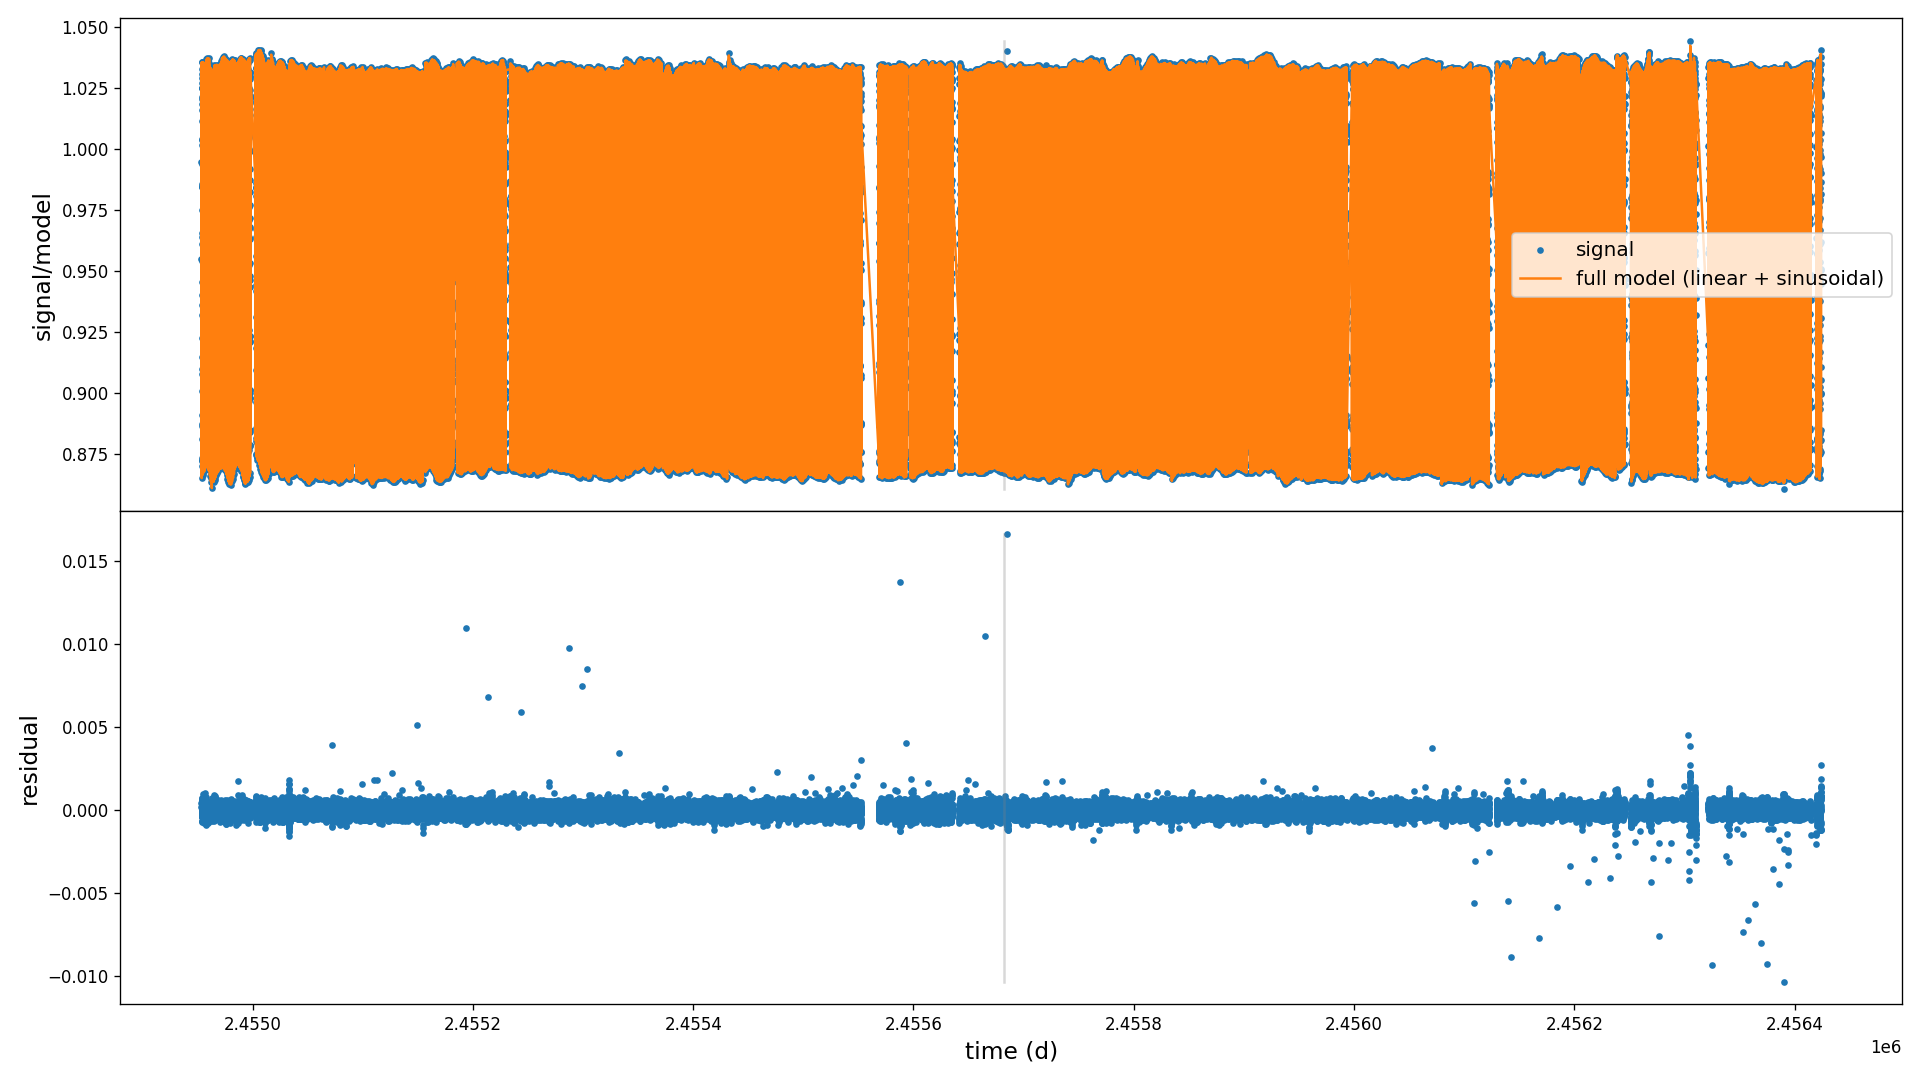 1.050
1.025
1.000
0.975
0.950
0.925
0.900
0.875
signal/model
signal
full model (linear + sinusoidal)
0.015
0.010
0.005
0.000
−0.005
−0.010
residual
2.4550 2.4552 2.4554 2.4556 2.4558 2.4560 2.4562 2.4564
1e6
time (d)